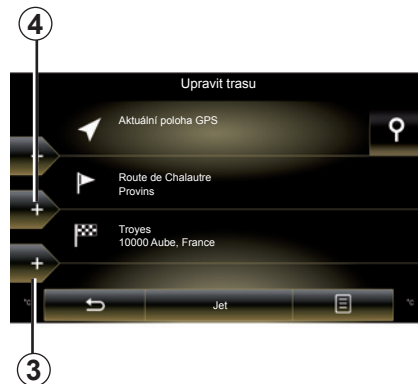 4
Upravit trasu
Aktuální poloha GPS
+
Route de Chalautre
Provins
+
Troyes
10000 Aube, France
+
°C
Jet
°C
3